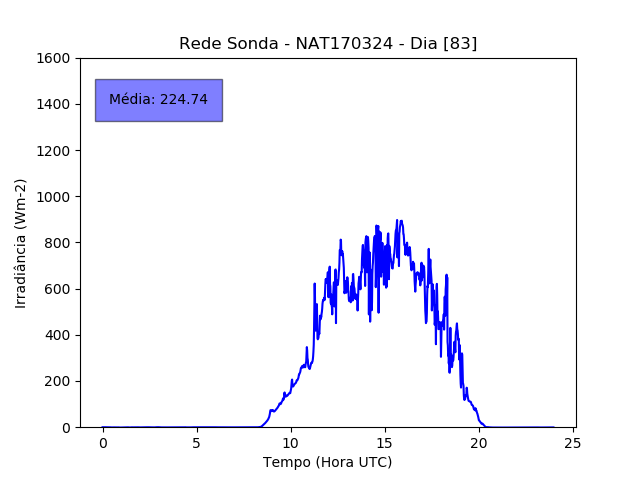 Rede Sonda - NAT170324 - Dia [83]
1600
1400
1200
1000
800
600
400
200
0
Média: 224.74
Irradiância (Wm-2)
0 5 10 15 20 25
Tempo (Hora UTC)